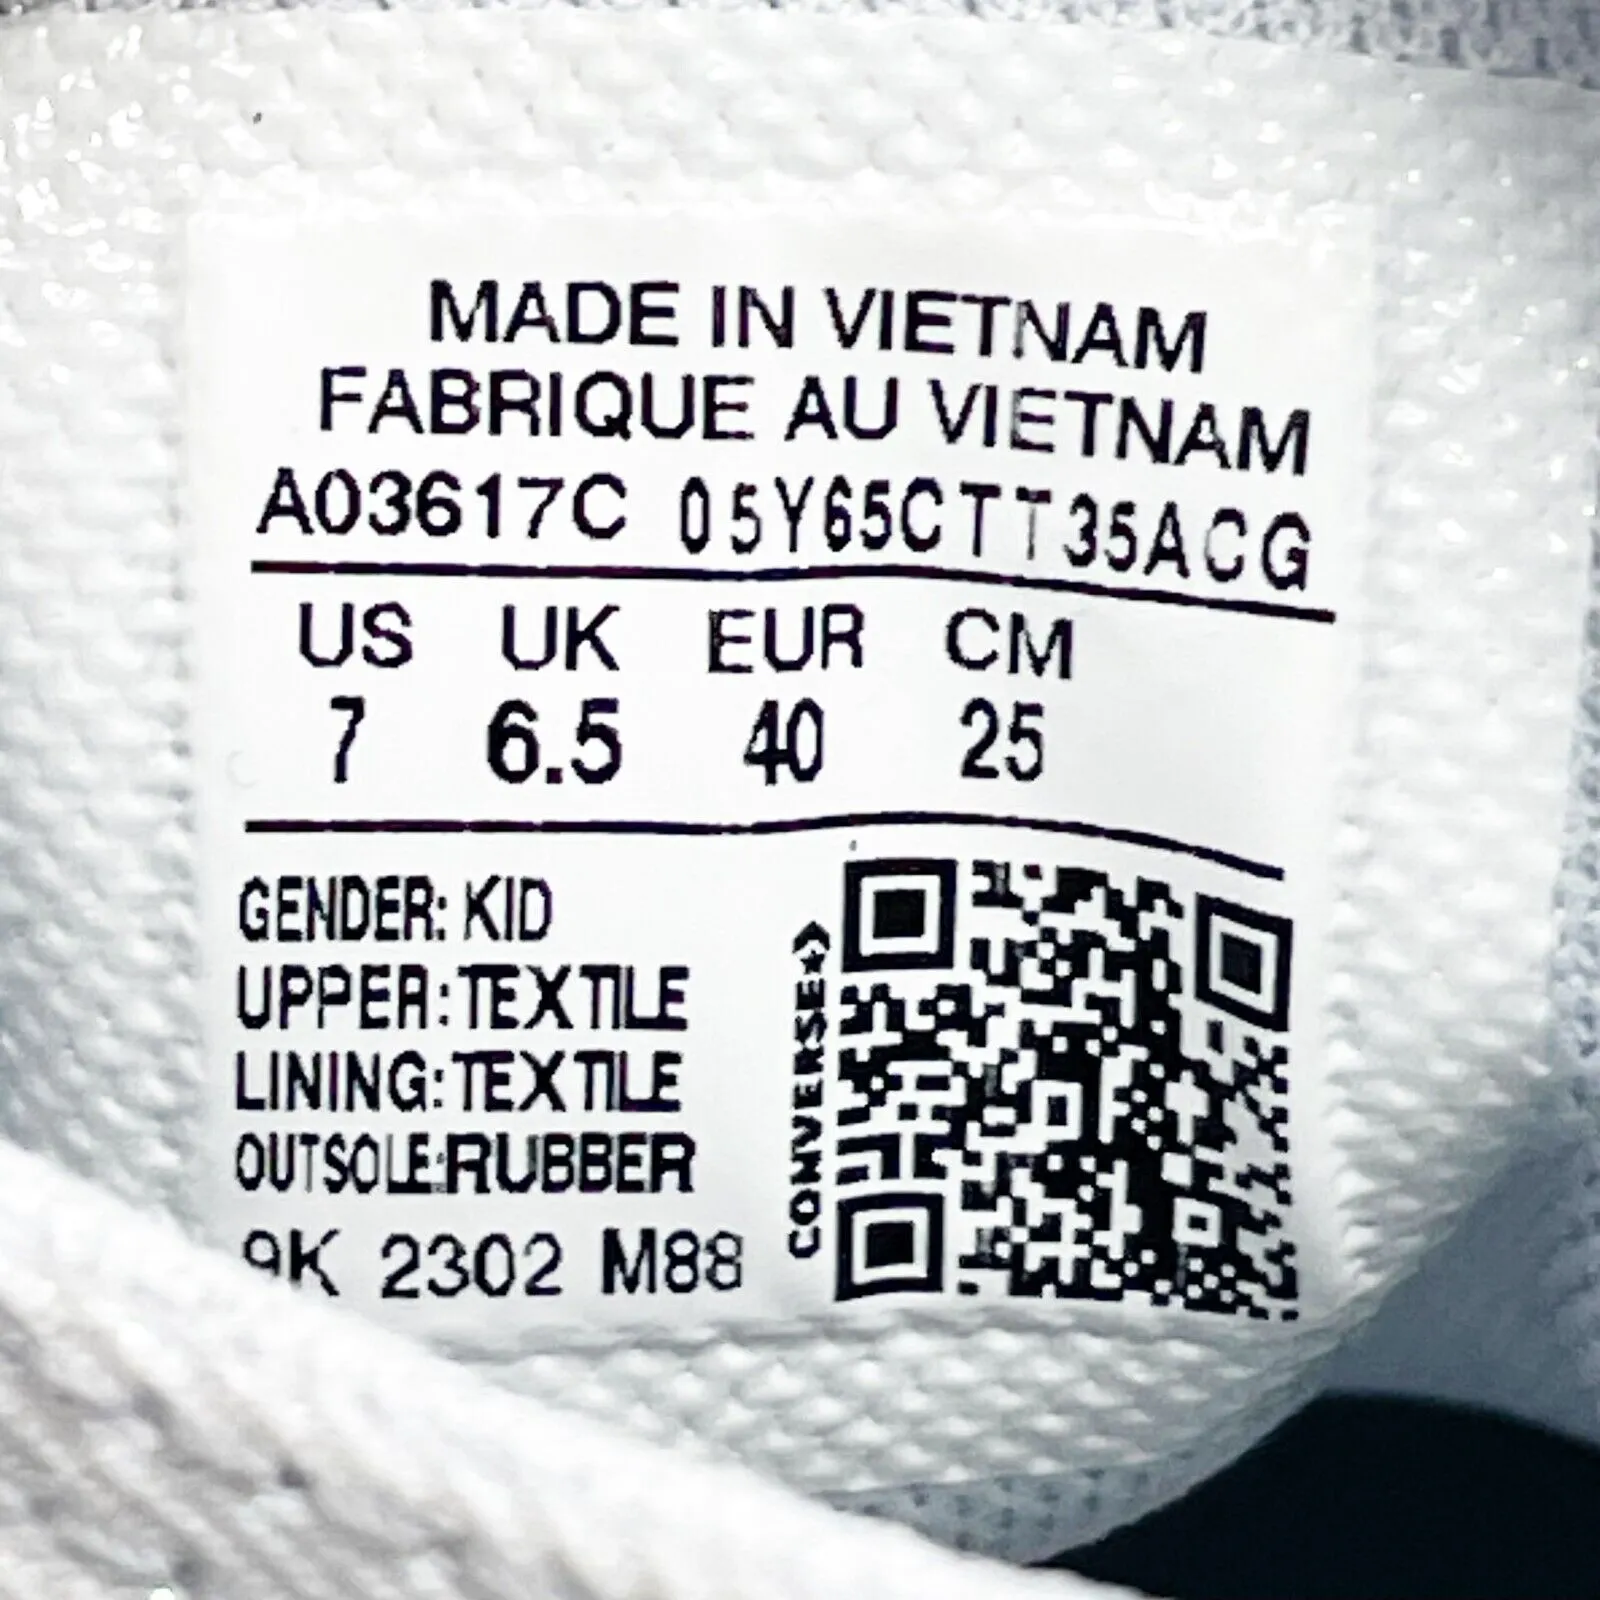 MADE IN VIETNAM
FABRIQUE AU VIETNAM
A03617C 05Y65CTT35ACG
US UK EUR CM
7 6.5 40 25
GENDER: KID
UPPER:TEXTILE
LINING:TEXTILE
OUTSOLE:RUBBER
9K 2302 M88
CONVERSE